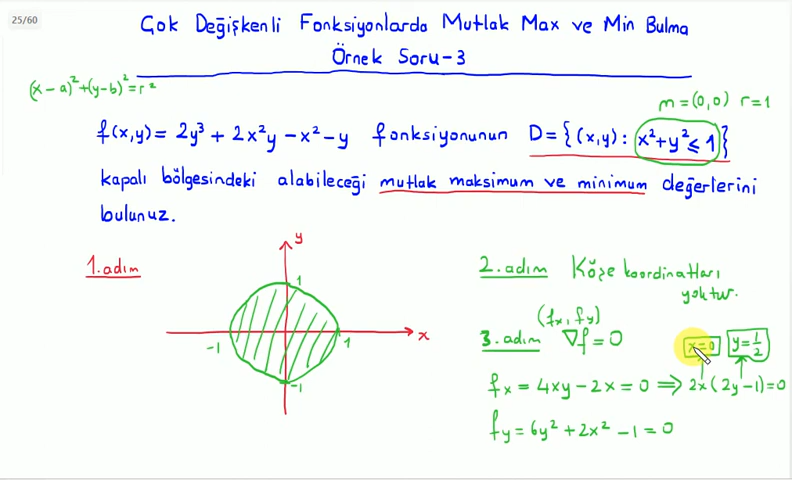 25/60
Çok Değişkenli Fonksiyonlarda Mutlak Max ve Min Bulma
Örnek Soru-3
(x-a)²+(y-b)²=r²
m=(0,0) r=1
f(x,y)= 2y³ + 2x²y - x² - y fonksiyonunun D={(x,y): x²+y²≤1}
kapalı bölgesindeki alabileceği mutlak maksimum ve minimum değerlerini
bulunuz.
1.adım
y
1
-1
1
x
-1
2.adım Köşe koordinatları
yoktur.
(fx, fy)
3.adım ∇f=0
x=0 y=1/2
fx = 4xy-2x=0 ⇒ 2x(2y-1)=0
fy=6y²+2x²-1=0